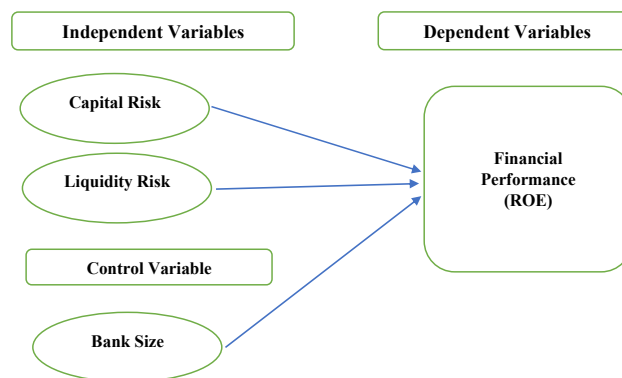 Independent Variables
Dependent Variables
Capital Risk
Liquidity Risk
Financial
Performance
(ROE)
Control Variable
Bank Size